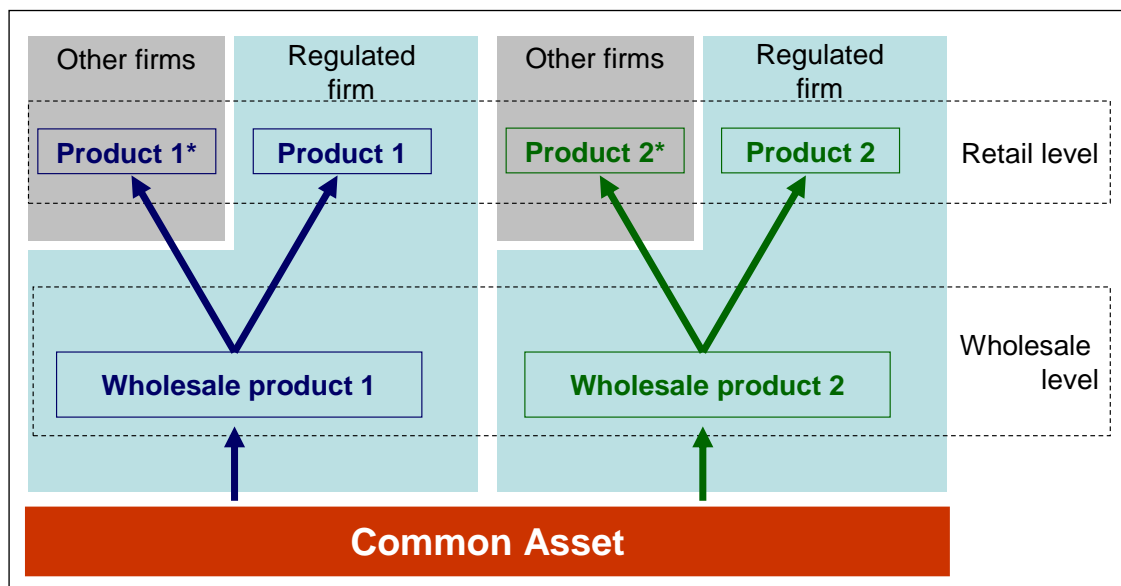 Other firms
Regulated
firm
Other firms
Regulated
firm
Product 1*
Product 1
Product 2*
Product 2
Retail level
Wholesale product 1
Wholesale product 2
Wholesale
level
Common Asset